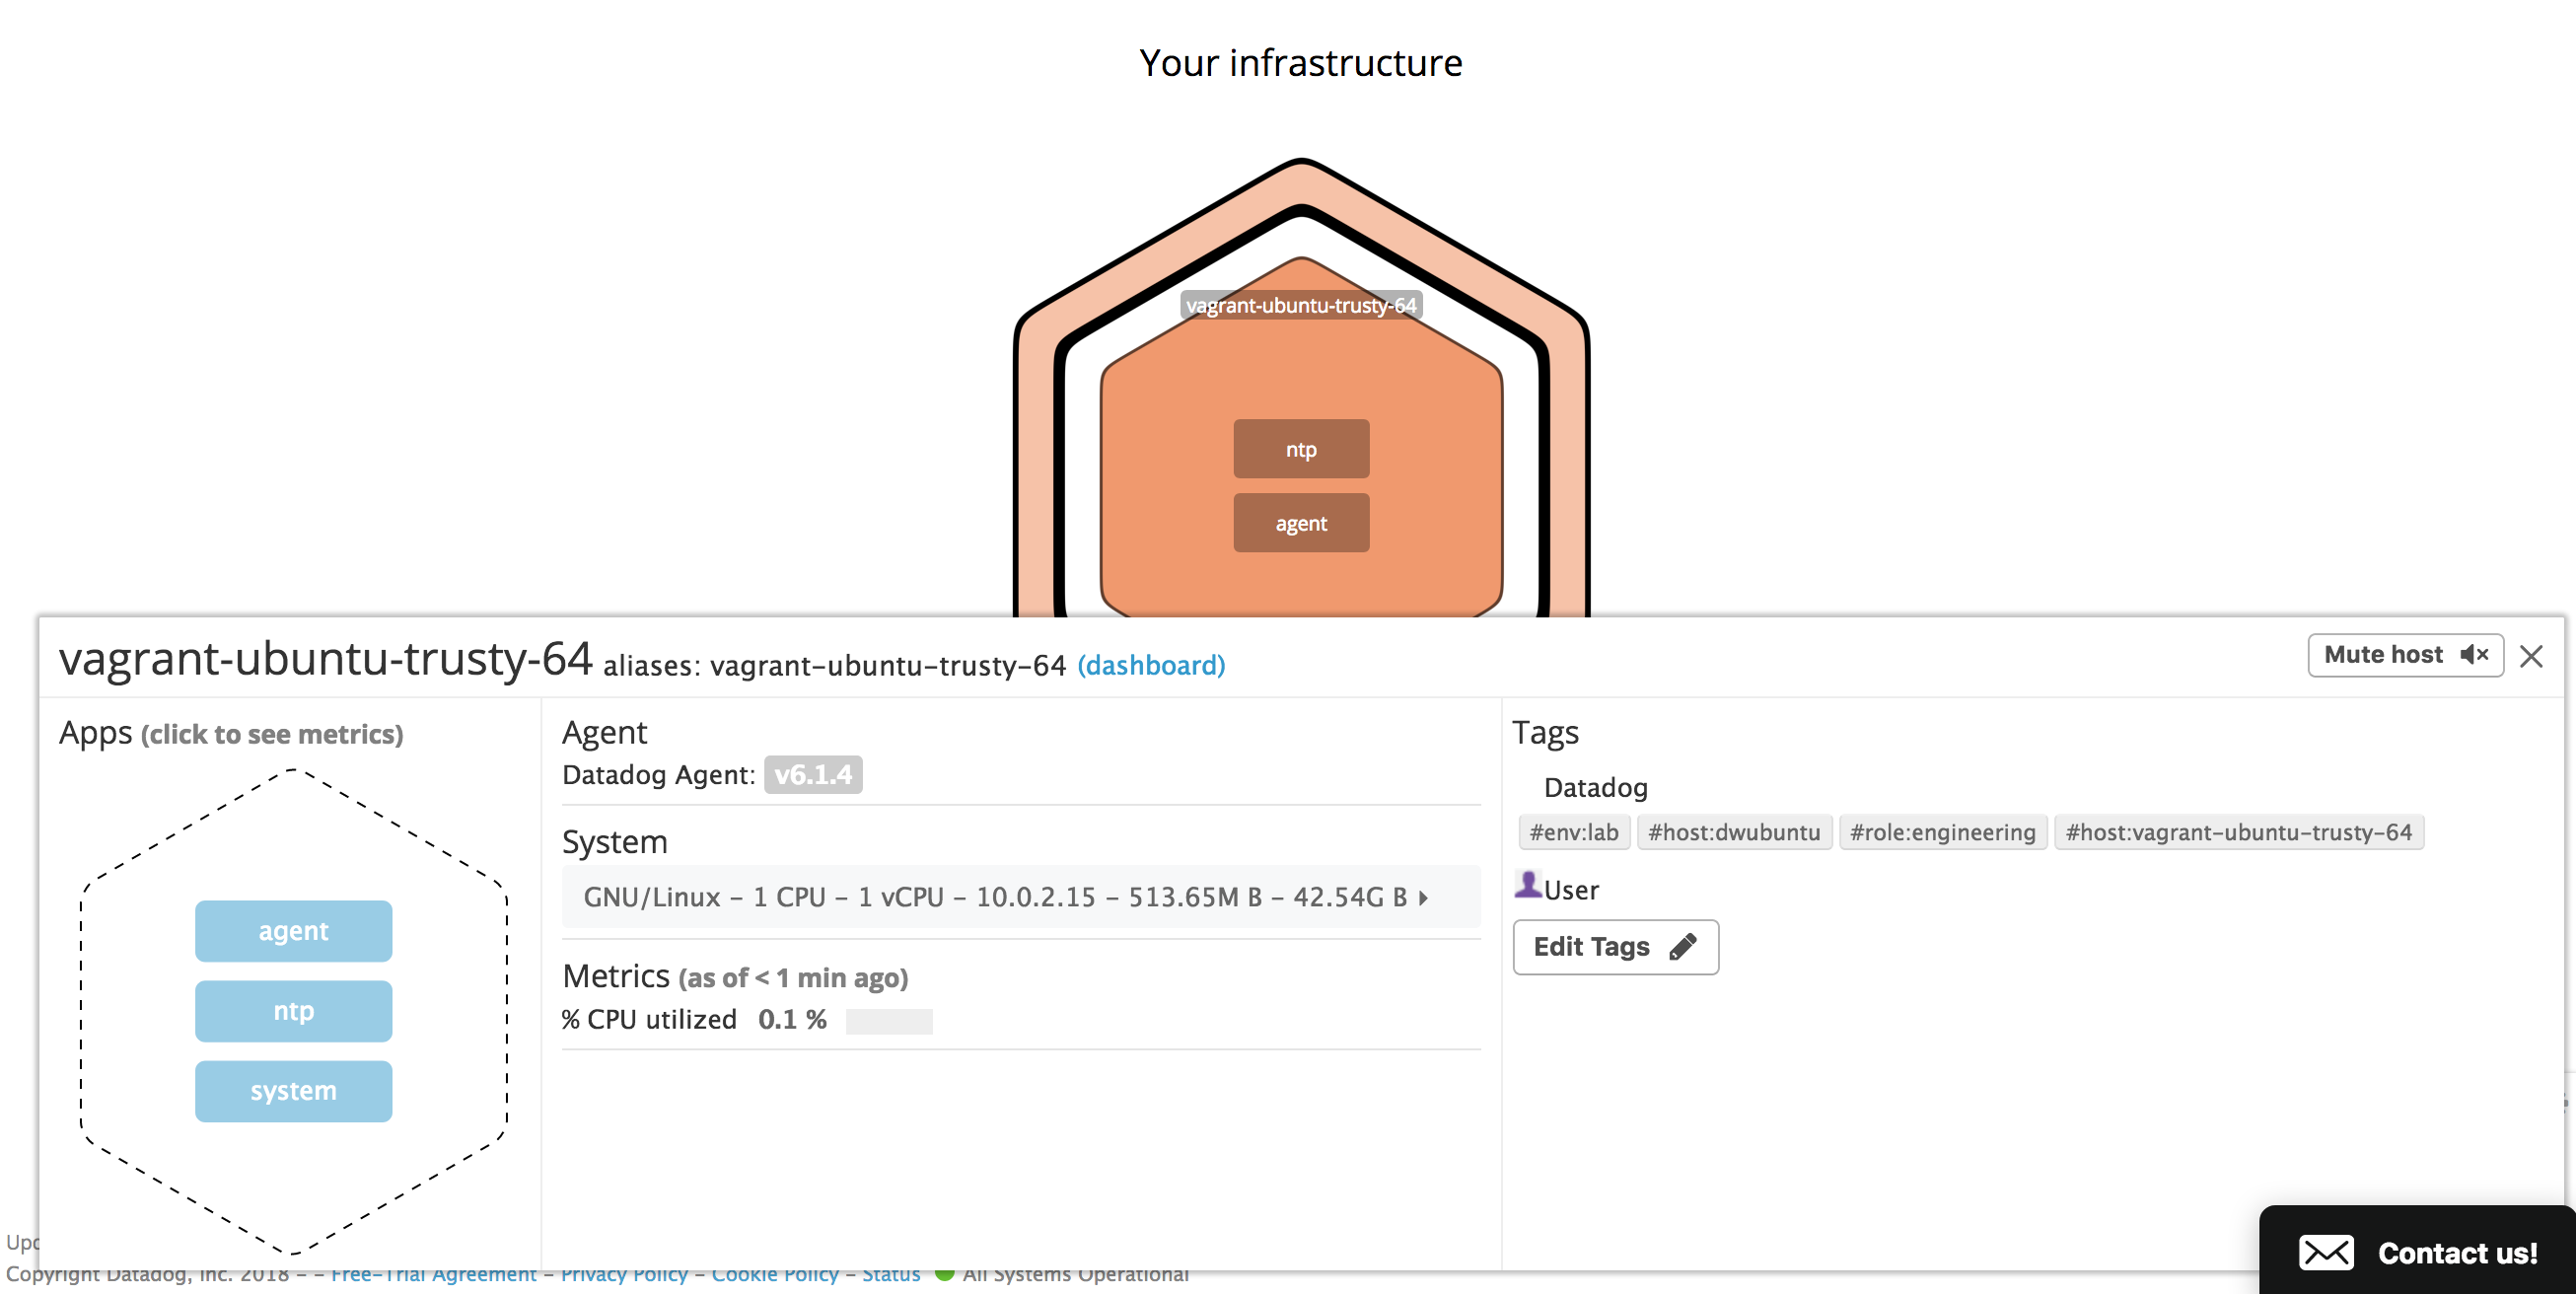 Your infrastructure
vagrant-ubuntu-trusty-64
ntp
agent
vagrant-ubuntu-trusty-64 aliases: vagrant-ubuntu-trusty-64 (dashboard)
Mute host
Apps (click to see metrics)
agent
ntp
system
Agent
Datadog Agent: v6.1.4
System
GNU/Linux – 1 CPU – 1 vCPU – 10.0.2.15 – 513.65M B – 42.54G B
Metrics (as of < 1 min ago)
% CPU utilized 0.1 %
Tags
Datadog
#env:lab #host:dwubuntu #role:engineering #host:vagrant-ubuntu-trusty-64
User
Edit Tags
Copyright Datadog, Inc. 2018 – – Free-Trial Agreement – Privacy Policy – Cookie Policy – Status All Systems Operational
Contact us!